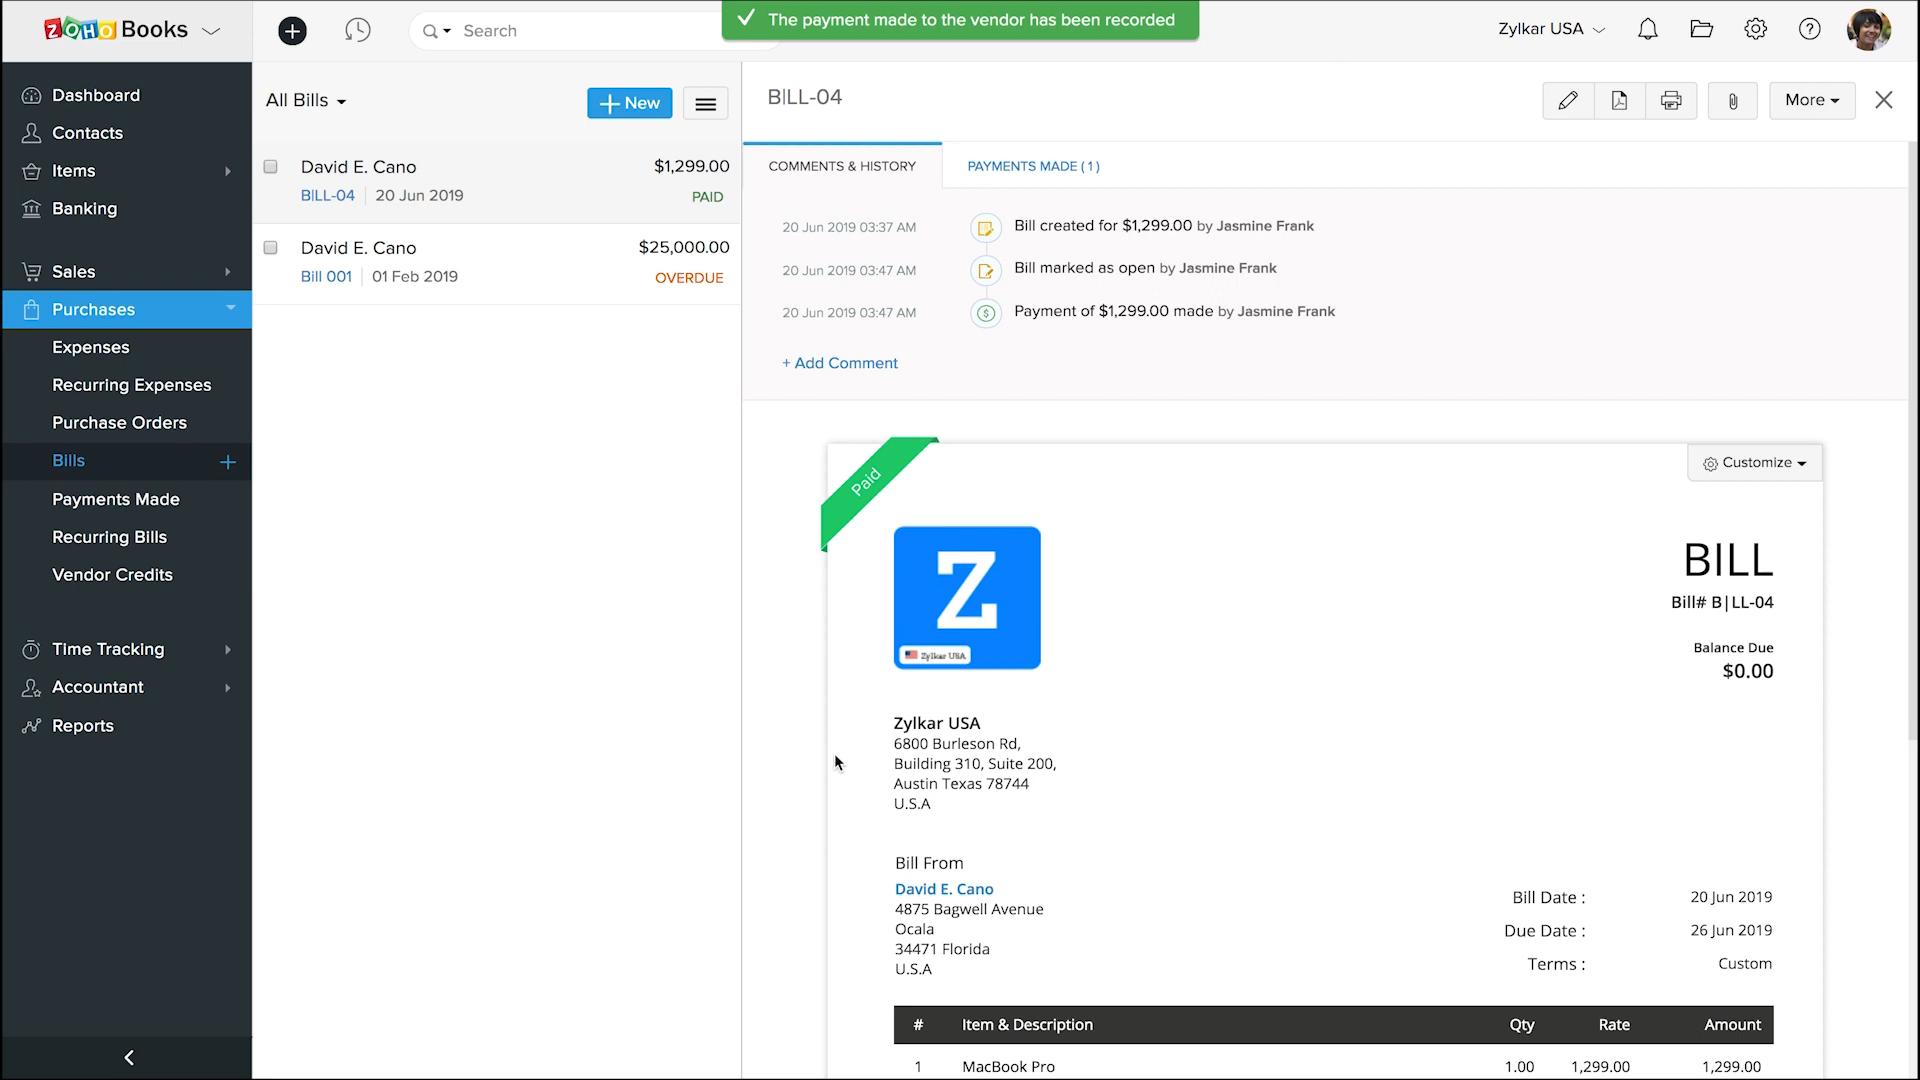 ZOHO Books
Search
The payment made to the vendor has been recorded
Zylkar USA
Dashboard
Contacts
Items
Banking
Sales
Purchases
Expenses
Recurring Expenses
Purchase Orders
Bills
Payments Made
Recurring Bills
Vendor Credits
Time Tracking
Accountant
Reports
All Bills
New
David E. Cano $1,299.00
BILL-04 20 Jun 2019 PAID
David E. Cano $25,000.00
Bill 001 01 Feb 2019 OVERDUE
BILL-04
More
COMMENTS & HISTORY PAYMENTS MADE (1)
20 Jun 2019 03:37 AM Bill created for $1,299.00 by Jasmine Frank
20 Jun 2019 03:47 AM Bill marked as open by Jasmine Frank
20 Jun 2019 03:47 AM Payment of $1,299.00 made by Jasmine Frank
+ Add Comment
Paid
Customize
Z
Zylkar USA
BILL
Bill# B|LL-04
Balance Due
$0.00
Zylkar USA
6800 Burleson Rd,
Building 310, Suite 200,
Austin Texas 78744
U.S.A
Bill From
David E. Cano
4875 Bagwell Avenue
Ocala
34471 Florida
U.S.A
Bill Date : 20 Jun 2019
Due Date : 26 Jun 2019
Terms : Custom
# Item & Description Qty Rate Amount
1 MacBook Pro 1.00 1,299.00 1,299.00